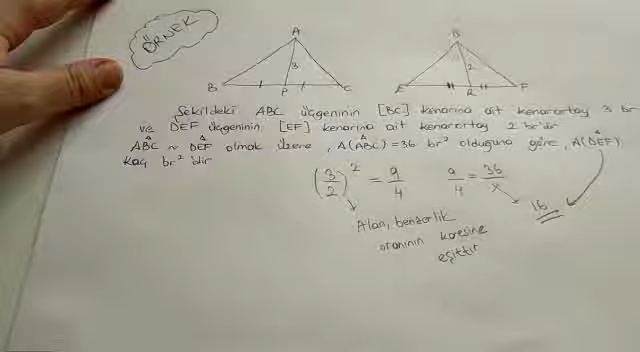 ÖRNEK
A
3
B P C
D
2
E R F
Şekildeki ABC üçgeninin [BC] kenarına ait kenarortay 3 br
ve DEF üçgeninin [EF] kenarına ait kenarortay 2 br'dir
ABC ~ DEF olmak üzere, A(ABC)=36 br² olduğuna göre, A(DEF)
kaç br² 'dir
(3/2)² = 9/4 9/4 = 36/x 16
Alan, benzerlik
oranının karesine
eşittir